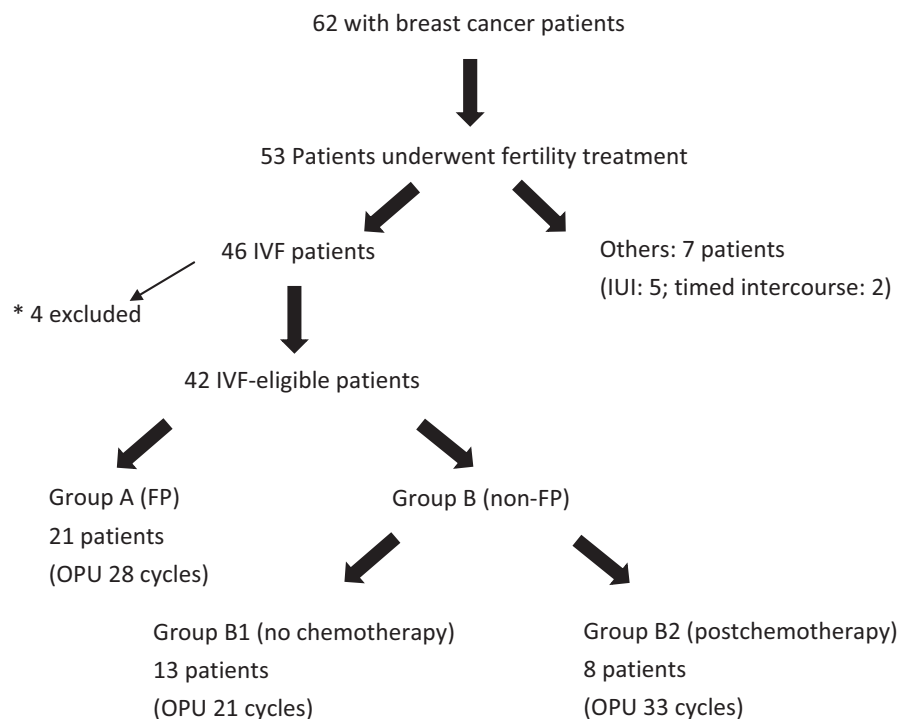 62 with breast cancer patients
53 Patients underwent fertility treatment
46 IVF patients
Others: 7 patients
(IUI: 5; timed intercourse: 2)
* 4 excluded
42 IVF-eligible patients
Group A (FP)
21 patients
(OPU 28 cycles)
Group B (non-FP)
Group B1 (no chemotherapy)
13 patients
(OPU 21 cycles)
Group B2 (postchemotherapy)
8 patients
(OPU 33 cycles)